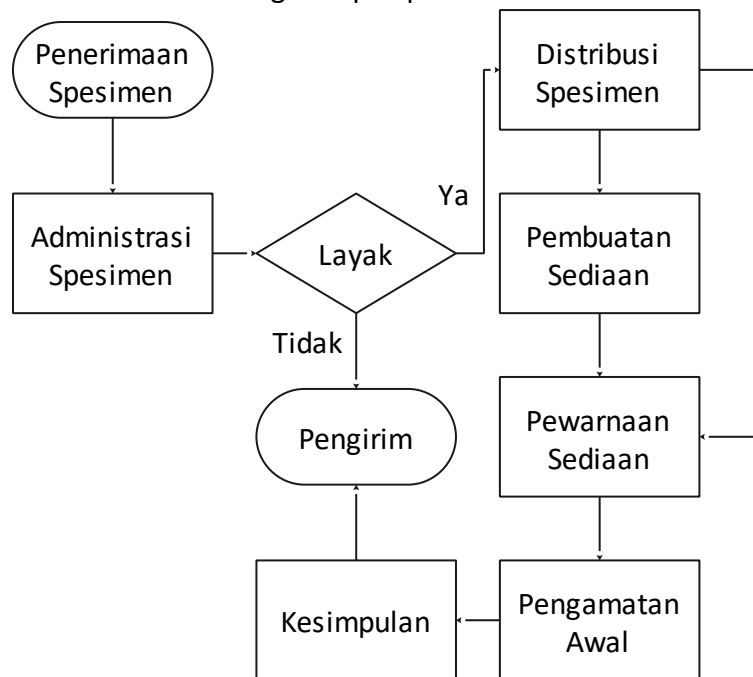 Penerimaan
Spesimen
Administrasi
Spesimen
Layak
Ya
Tidak
Distribusi
Spesimen
Pembuatan
Sediaan
Pewarnaan
Sediaan
Pengamatan
Awal
Kesimpulan
Pengirim